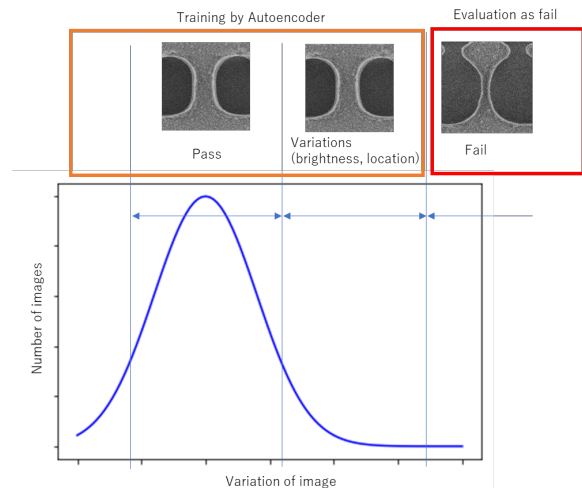 Training by Autoencoder
Evaluation as fail
Pass
Variations
(brightness, location)
Fail
Number of images
Variation of image